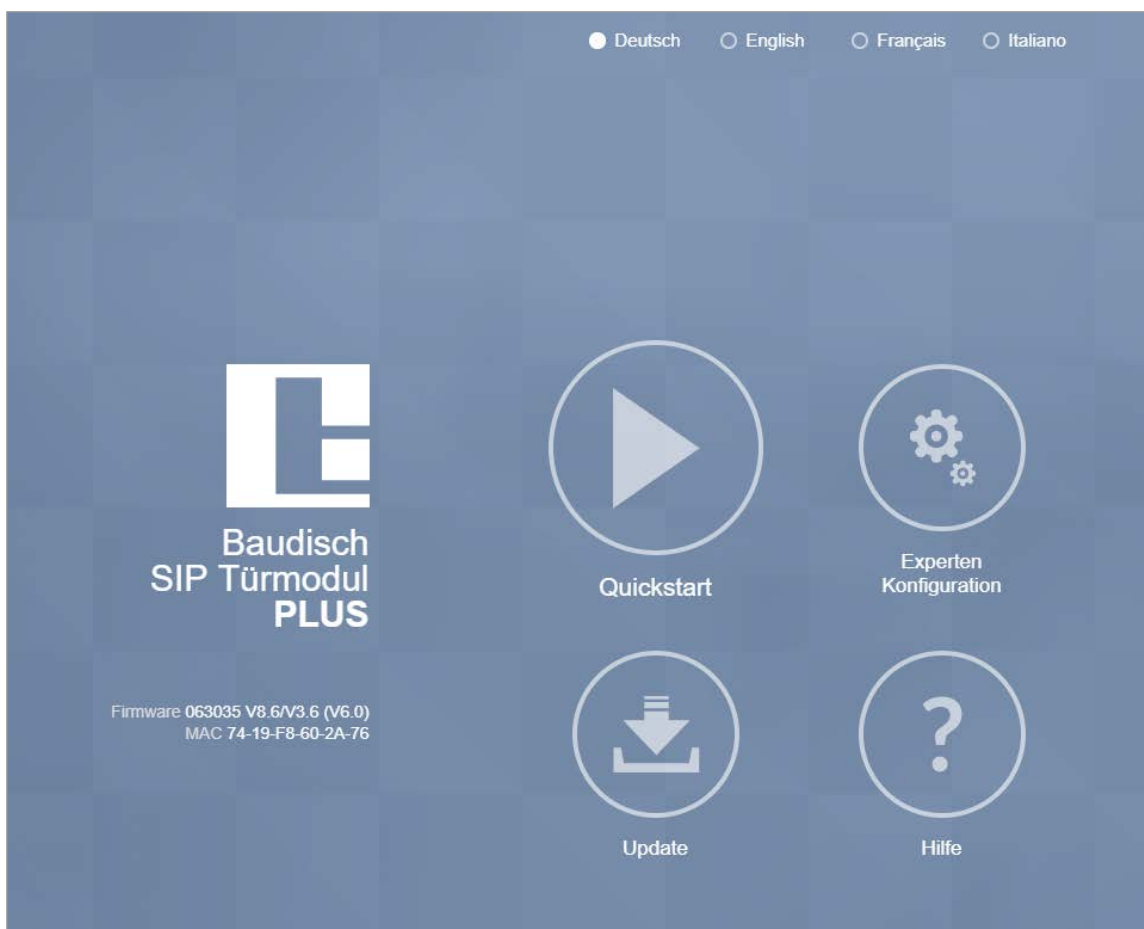 Deutsch English Français Italiano
Baudisch
SIP Türmodul
PLUS
Firmware 063035 V8.6/V3.6 (V6.0)
MAC 74-19-F8-60-2A-76
Quickstart
Experten
Konfiguration
Update
?
Hilfe